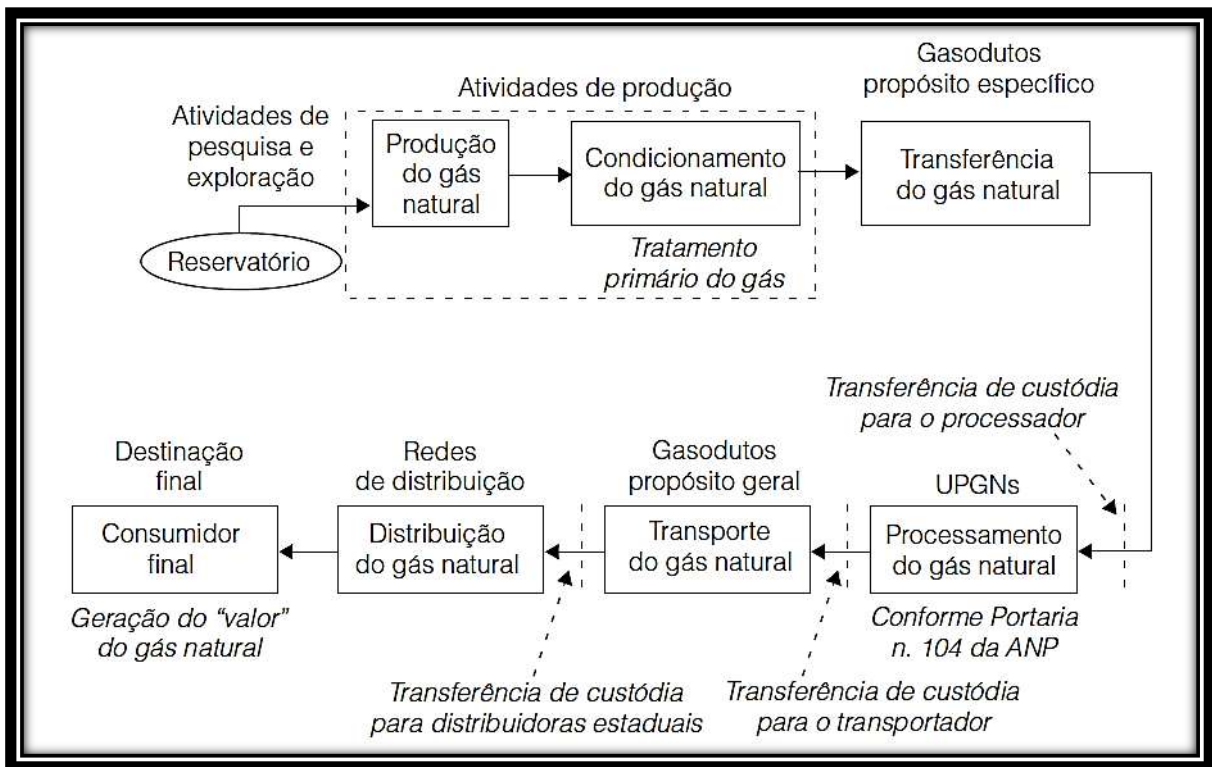 Atividades de
pesquisa e
exploração
Reservatório
Atividades de produção
Produção
do gás
natural
Condicionamento
do gás natural
Tratamento
primário do gás
Gasodutos
propósito específico
Transferência
do gás natural
Transferência de custódia
para o processador
UPGNs
Processamento
do gás natural
Conforme Portaria
n. 104 da ANP
Transferência de custódia
para o transportador
Gasodutos
propósito geral
Transporte
do gás natural
Transferência de custódia
para distribuidoras estaduais
Redes
de distribuição
Distribuição
do gás natural
Destinação
final
Consumidor
final
Geração do “valor”
do gás natural